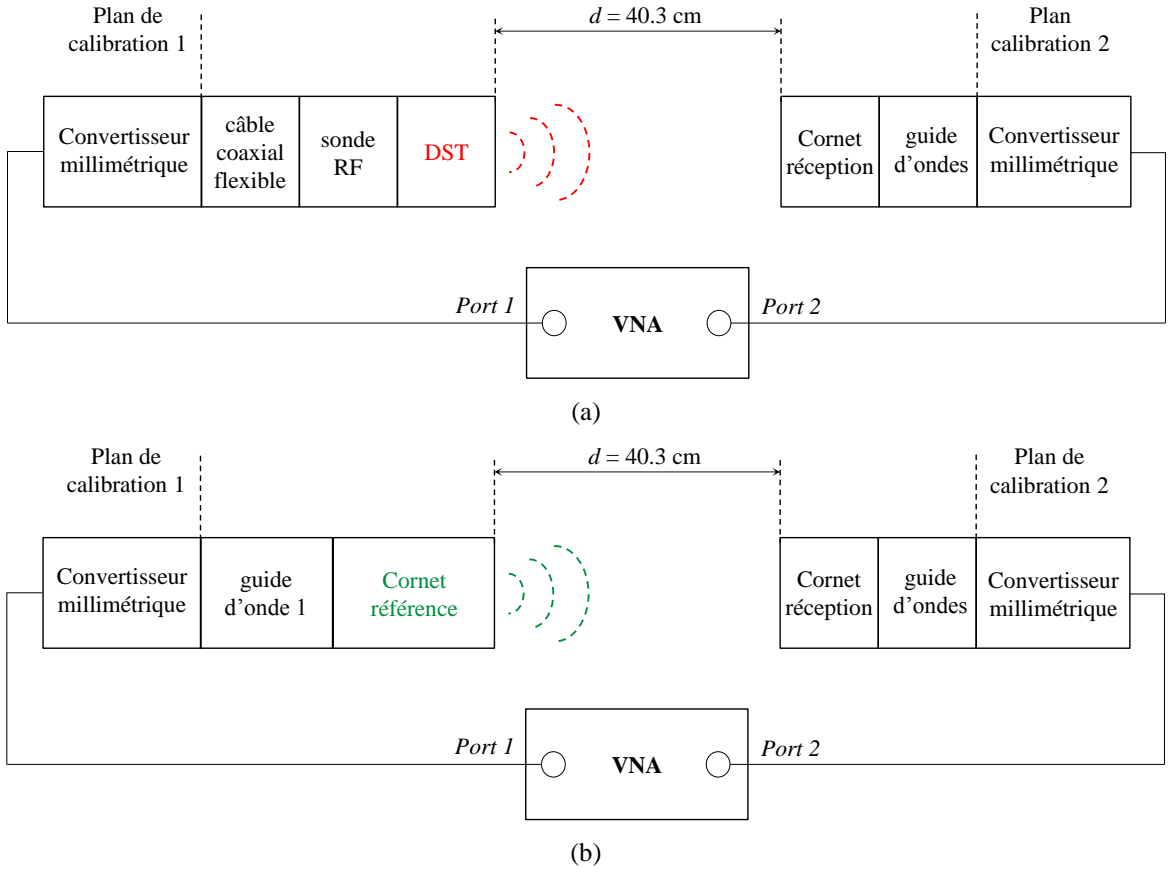 Plan de
calibration 1
d = 40.3 cm
Plan
calibration 2
Convertisseur
millimétrique
câble
coaxial
flexible
sonde
RF
DST
Cornet
réception
guide
d'ondes
Convertisseur
millimétrique
Port 1
VNA
Port 2
(a)
Plan de
calibration 1
d = 40.3 cm
Plan de
calibration 2
Convertisseur
millimétrique
guide
d'onde 1
Cornet
référence
Cornet
réception
guide
d'ondes
Convertisseur
millimétrique
Port 1
VNA
Port 2
(b)